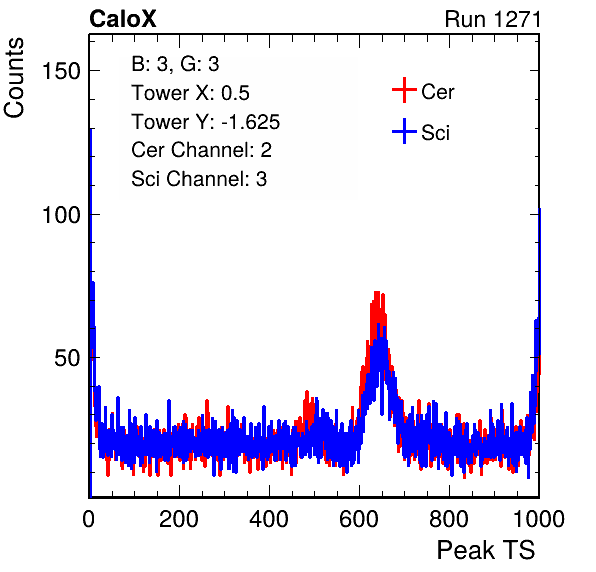 CaloX Run 1271
Counts
150
100
50
B: 3, G: 3
Tower X: 0.5
Tower Y: -1.625
Cer Channel: 2
Sci Channel: 3
Cer
Sci
0 200 400 600 800 1000
Peak TS